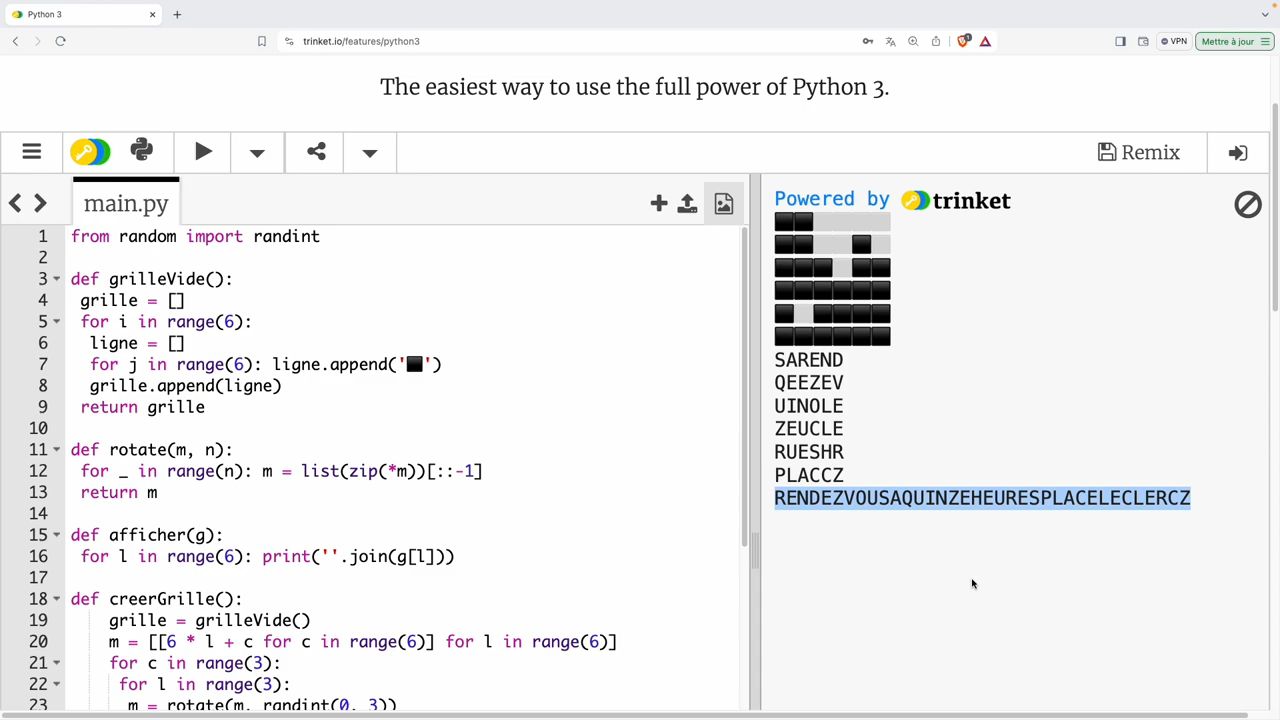 Python 3
trinket.io/features/python3
VPN
Mettre à jour
The easiest way to use the full power of Python 3.
Remix
main.py
Powered by trinket
1 from random import randint
2
3 def grilleVide():
4 grille = []
5 for i in range(6):
6 ligne = []
7 for j in range(6): ligne.append('⬛')
8 grille.append(ligne)
9 return grille
10
11 def rotate(m, n):
12 for _ in range(n): m = list(zip(*m))[::-1]
13 return m
14
15 def afficher(g):
16 for l in range(6): print(''.join(g[l]))
17
18 def creerGrille():
19 grille = grilleVide()
20 m = [[6 * l + c for c in range(6)] for l in range(6)]
21 for c in range(3):
22 for l in range(3):
23 m = rotate(m, randint(0, 3))
SAREND
QEEZEV
UINOLE
ZEUCLE
RUESHR
PLACCZ
RENDEZVOUSAQUINZEHEURESPLACELECLERCZ